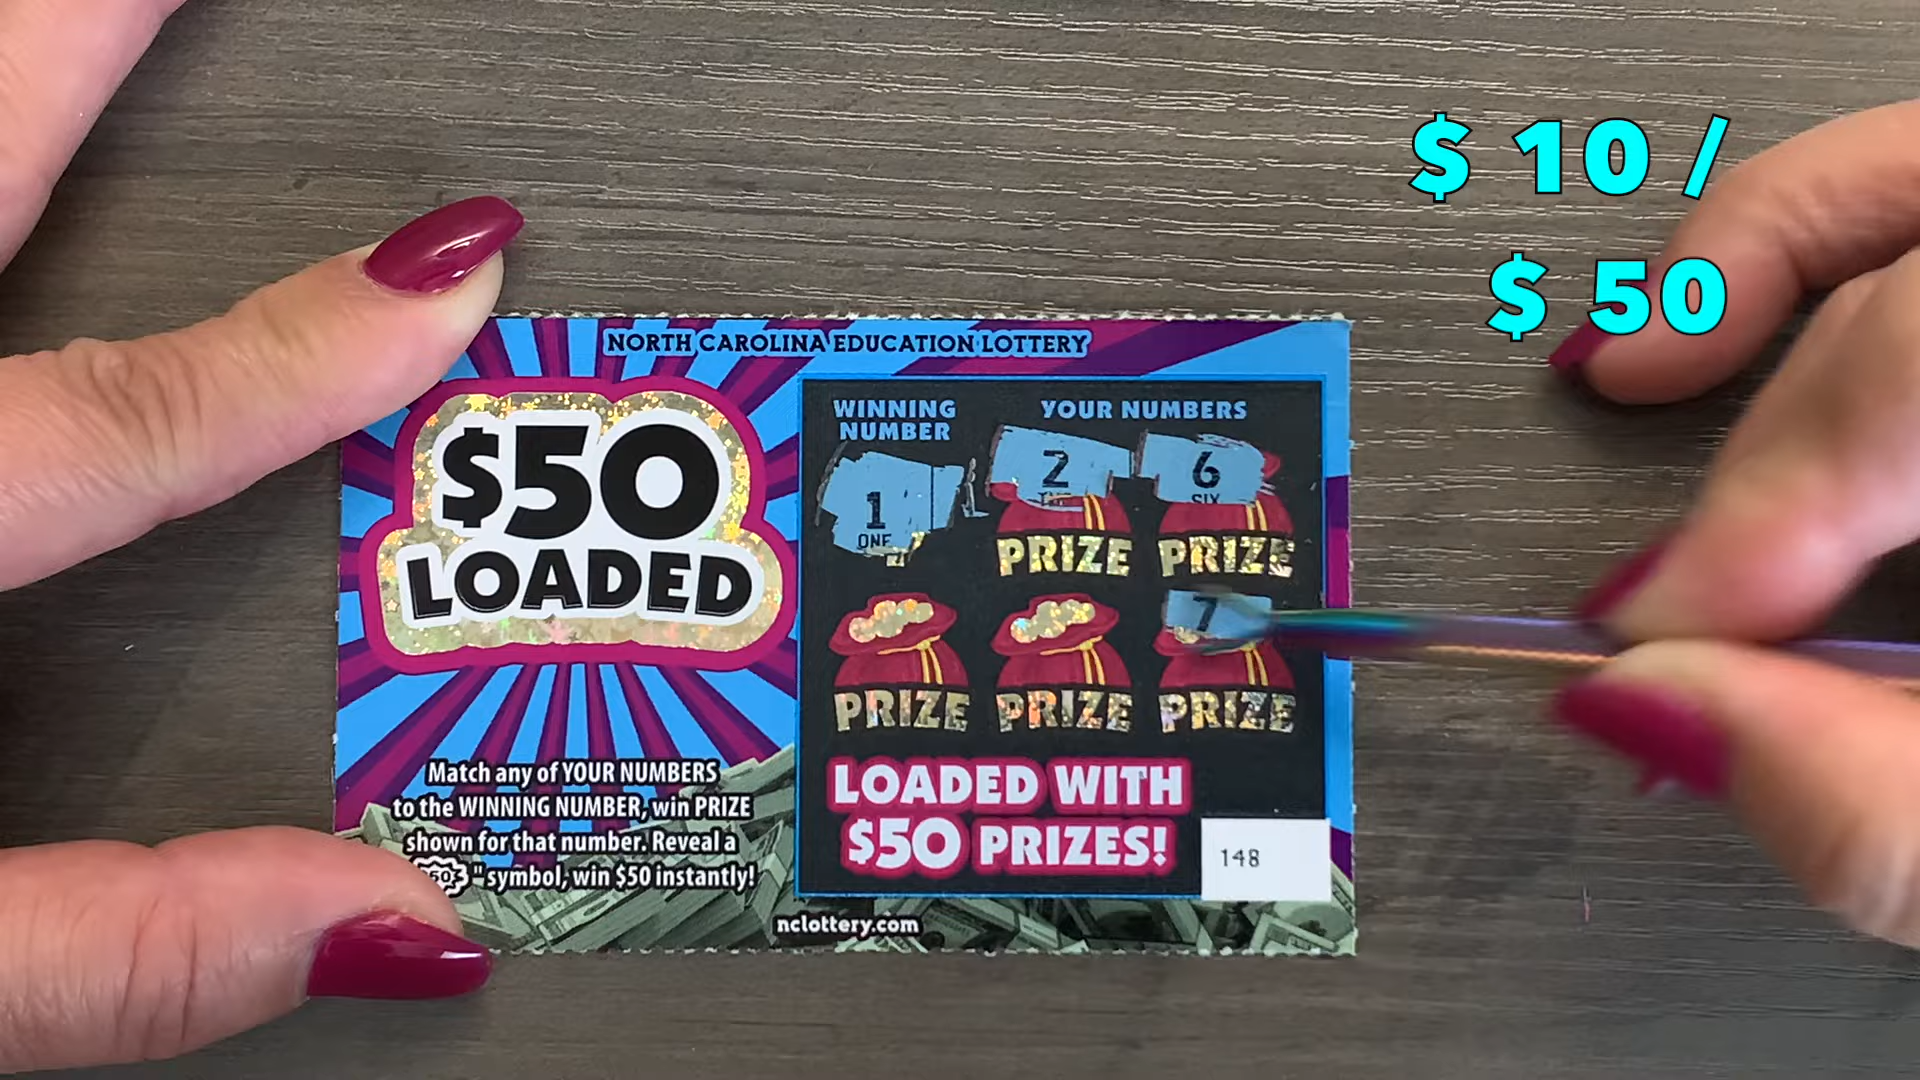 $ 10 /
$ 50
NORTH CAROLINA EDUCATION LOTTERY
$50
LOADED
WINNING
NUMBER
YOUR NUMBERS
1
ONE
2
6
SIX
PRIZE PRIZE
7
PRIZE PRIZE PRIZE
LOADED WITH
$50 PRIZES!
148
Match any of YOUR NUMBERS
to the WINNING NUMBER, win PRIZE
shown for that number. Reveal a
" symbol, win $50 instantly!
nclottery.com